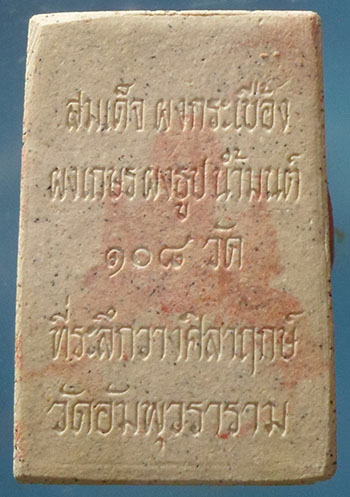 สมเด็จ ผงกระเบื้อง
ผงเกษรผงธูป น้ำมนต์
๑๐๘ วัด
ที่ระลึกวางศิลาฤกษ์
วัดอัมพุวราราม